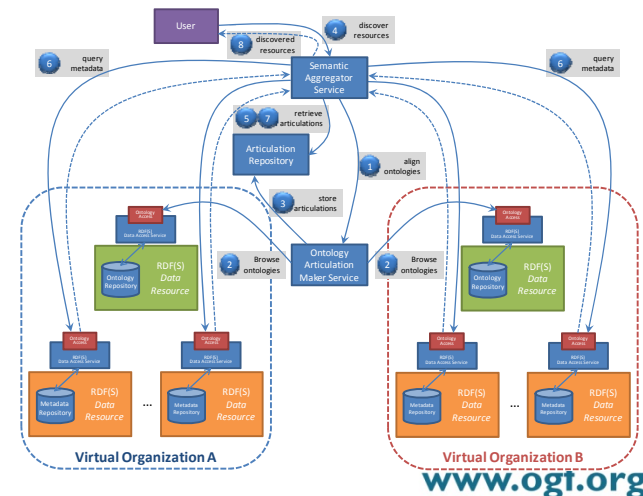 User
4 discover
resources
8 discovered
resources
6 query
metadata
Semantic
Aggregator
Service
6 query
metadata
5 7 retrieve
articulations
Articulation
Repository
1 align
ontologies
3 store
articulations
Ontology
Access
RDF(S)
Data Access Service
Ontology
Repository
RDF(S)
Data
Resource
2 Browse
ontologies
Ontology
Articulation
Maker Service
2 Browse
ontologies
Ontology
Access
RDF(S)
Data Access Service
Ontology
Repository
RDF(S)
Data
Resource
Ontology
Access
RDF(S)
Data Access Service
Metadata
Repository
RDF(S)
Data
Resource
...
Ontology
Access
RDF(S)
Data Access Service
Metadata
Repository
RDF(S)
Data
Resource
Ontology
Access
RDF(S)
Data Access Service
Metadata
Repository
RDF(S)
Data
Resource
...
Ontology
Access
RDF(S)
Data Access Service
Metadata
Repository
RDF(S)
Data
Resource
Virtual Organization A
Virtual Organization B
www.ogf.org